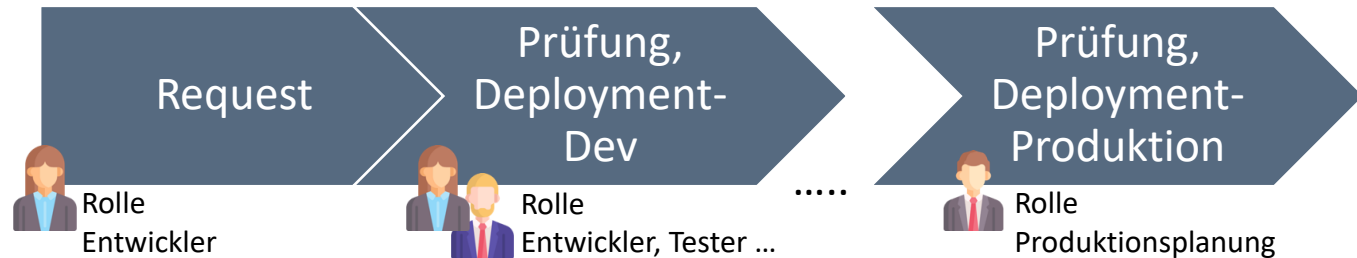 Request
Prüfung,
Deployment-
Dev
Prüfung,
Deployment-
Produktion
Rolle
Entwickler
Rolle
Entwickler, Tester ...
.....
Rolle
Produktionsplanung